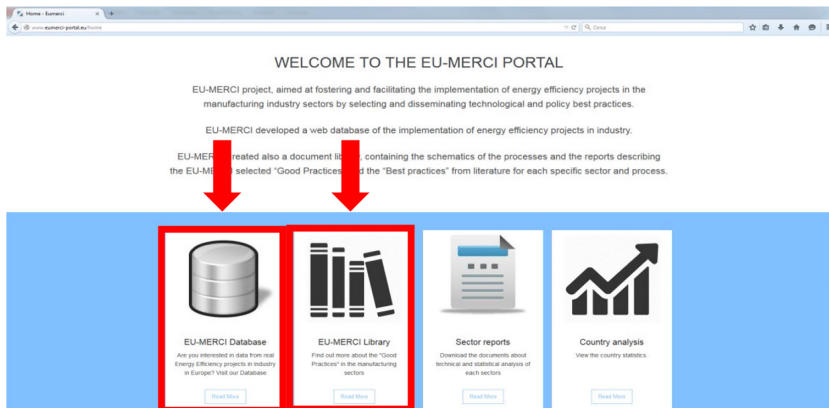 Home - Eumerci
www.eumerci-portal.eu/home
Cerca
WELCOME TO THE EU-MERCI PORTAL
EU-MERCI project, aimed at fostering and facilitating the implementation of energy efficiency projects in the
manufacturing industry sectors by selecting and disseminating technological and policy best practices.
EU-MERCI developed a web database of the implementation of energy efficiency projects in industry.
EU-MER reated also a document li , containing the schematics of the processes and the reports describing
the EU-ME selected "Good Practices d the "Best practices" from literature for each specific sector and process.
EU-MERCI Database
Are you interested in data from real
Energy Efficiency projects in industry
in Europe? Visit our Database
Read More
EU-MERCI Library
Find out more about the "Good
Practices" in the manufacturing
sectors
Read More
Sector reports
Download the documents about
technical and statistical analysis of
each sectors
Read More
Country analysis
View the country statistics.
Read More